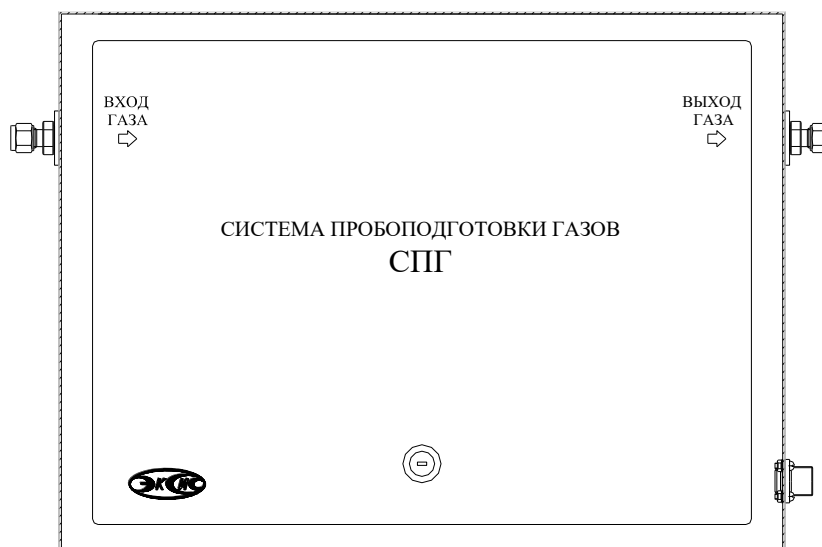 ВХОД
ГАЗА
ВЫХОД
ГАЗА
СИСТЕМА ПРОБОПОДГОТОВКИ ГАЗОВ
СПГ
ЭКСИС